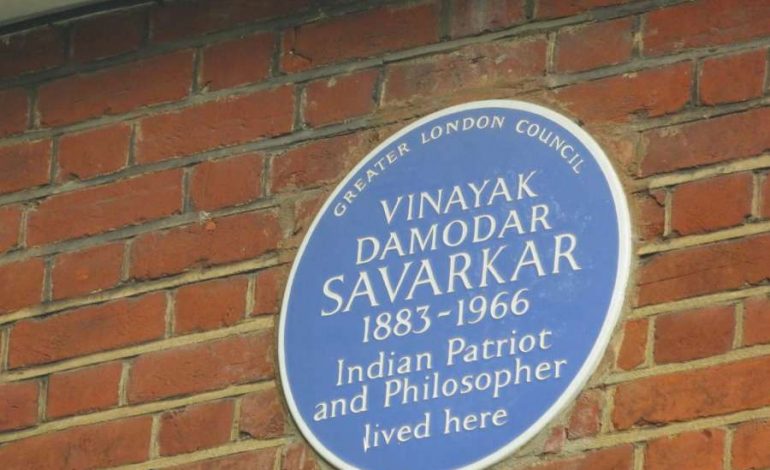 GREATER LONDON COUNCIL
VINAYAK
DAMODAR
SAVARKAR
1883-1966
Indian Patriot
and Philosopher
lived here